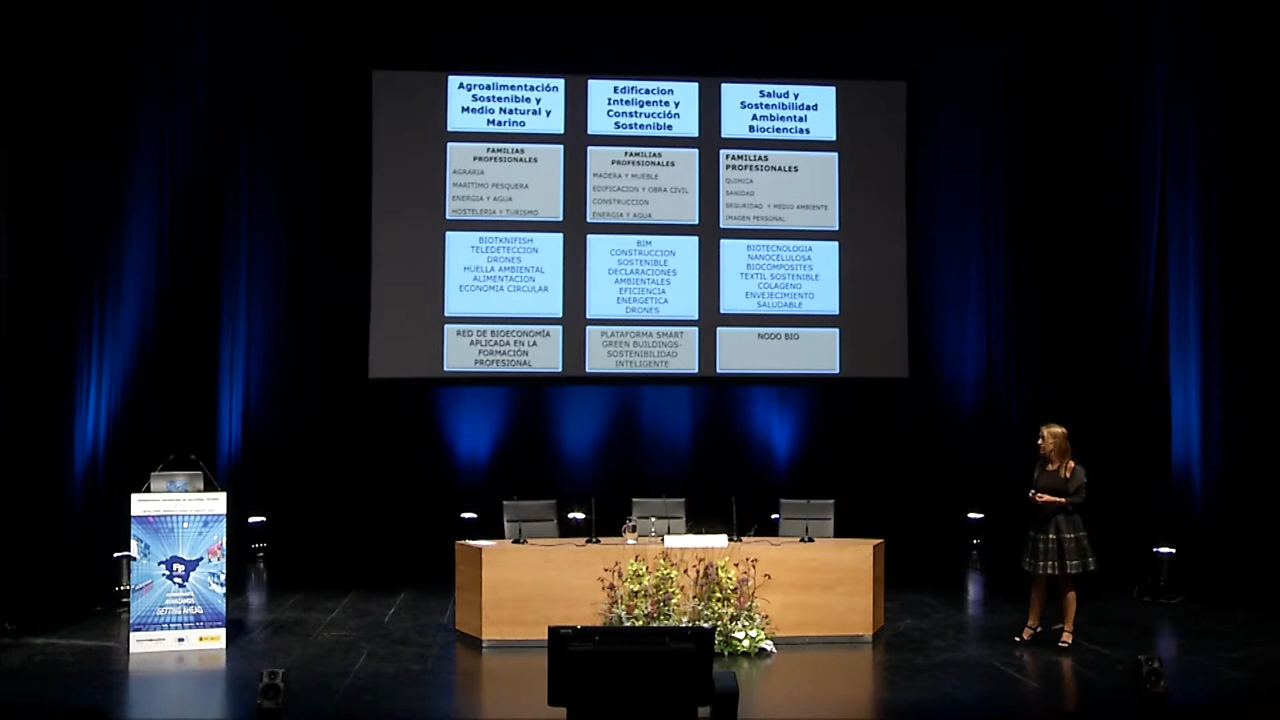 Agroalimentación
Sostenible y
Medio Natural y
Marino
FAMILIAS
PROFESIONALES
AGRARIA
MARITIMO PESQUERA
ENERGIA Y AGUA
HOSTELERIA Y TURISMO
BIOTKNIFISH
TELEDETECCION
DRONES
HUELLA AMBIENTAL
ALIMENTACION
ECONOMIA CIRCULAR
RED DE BIOECONOMÍA
APLICADA EN LA
FORMACIÓN
PROFESIONAL
Edificacion
Inteligente y
Construcción
Sostenible
FAMILIAS
PROFESIONALES
MADERA Y MUEBLE
EDIFICACION Y OBRA CIVIL
CONSTRUCCION
ENERGIA Y AGUA
BIM
CONSTRUCCION
SOSTENIBLE
DECLARACIONES
AMBIENTALES
EFICIENCIA
ENERGETICA
DRONES
PLATAFORMA SMART
GREEN BUILDINGS-
SOSTENIBILIDAD
INTELIGENTE
Salud y
Sostenibilidad
Ambiental
Biociencias
FAMILIAS
PROFESIONALES
QUIMICA
SANIDAD
SEGURIDAD Y MEDIO AMBIENTE
IMAGEN PERSONAL
BIOTECNOLOGIA
NANOCELULOSA
BIOCOMPOSITES
TEXTIL SOSTENIBLE
COLAGENO
ENVEJECIMIENTO
SALUDABLE
NODO BIO
Fp
GETTING AHEAD